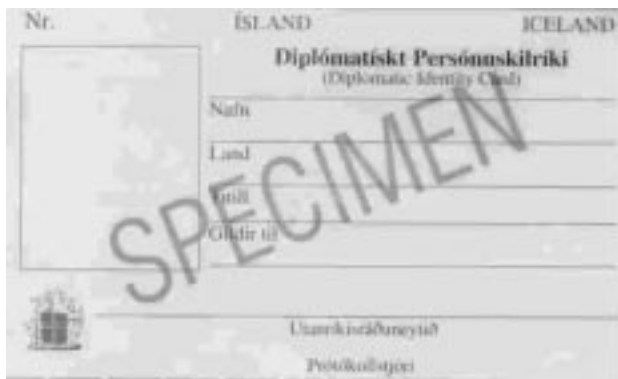 Nr. ÍSLAND ICELAND
Diplómatískt Persónuskilríki
(Diplomatic Identity Card)
Nafn
Land
Titill
Gildir til
SPECIMEN
Utanríkisráðuneytið
Prótókollstjóri